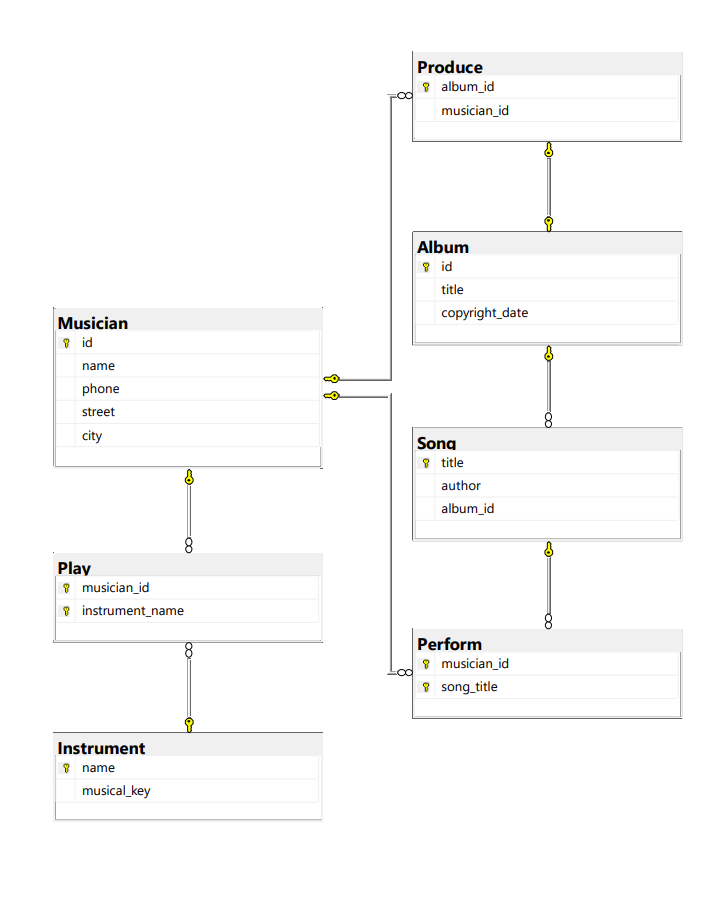 Produce
album_id
musician_id
Album
id
title
copyright_date
Musician
id
name
phone
street
city
Song
title
author
album_id
Play
musician_id
instrument_name
Perform
musician_id
song_title
Instrument
name
musical_key